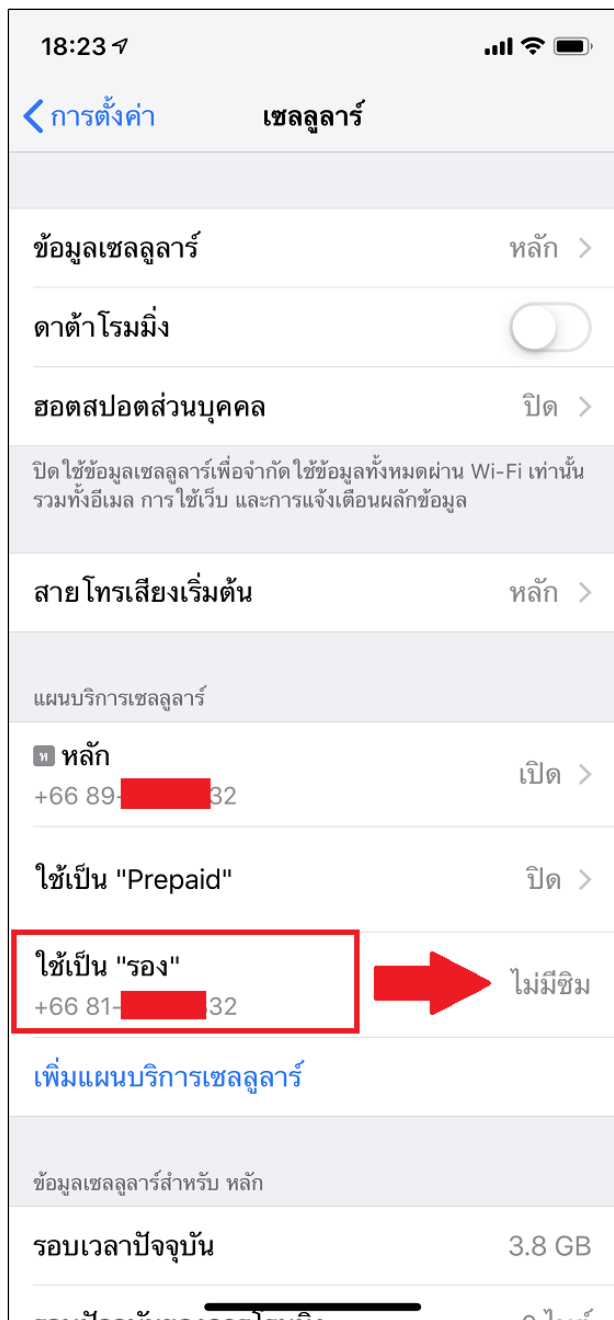 18:23
การตั้งค่า
เซลลูลาร์
ข้อมูลเซลลูลาร์ หลัก
ดาต้าโรมมิ่ง
ฮอตสปอตส่วนบุคคล ปิด
ปิดใช้ข้อมูลเซลลูลาร์เพื่อจำกัดใช้ข้อมูลทั้งหมดผ่าน Wi-Fi เท่านั้น
รวมทั้งอีเมล การใช้เว็บ และการแจ้งเตือนผลักข้อมูล
สายโทรเสียงเริ่มต้น หลัก
แผนบริการเซลลูลาร์
ห หลัก เปิด
+66 89- 32
ใช้เป็น "Prepaid" ปิด
ใช้เป็น "รอง" ไม่มีซิม
+66 81- 32
เพิ่มแผนบริการเซลลูลาร์
ข้อมูลเซลลูลาร์สำหรับ หลัก
รอบเวลาปัจจุบัน 3.8 GB